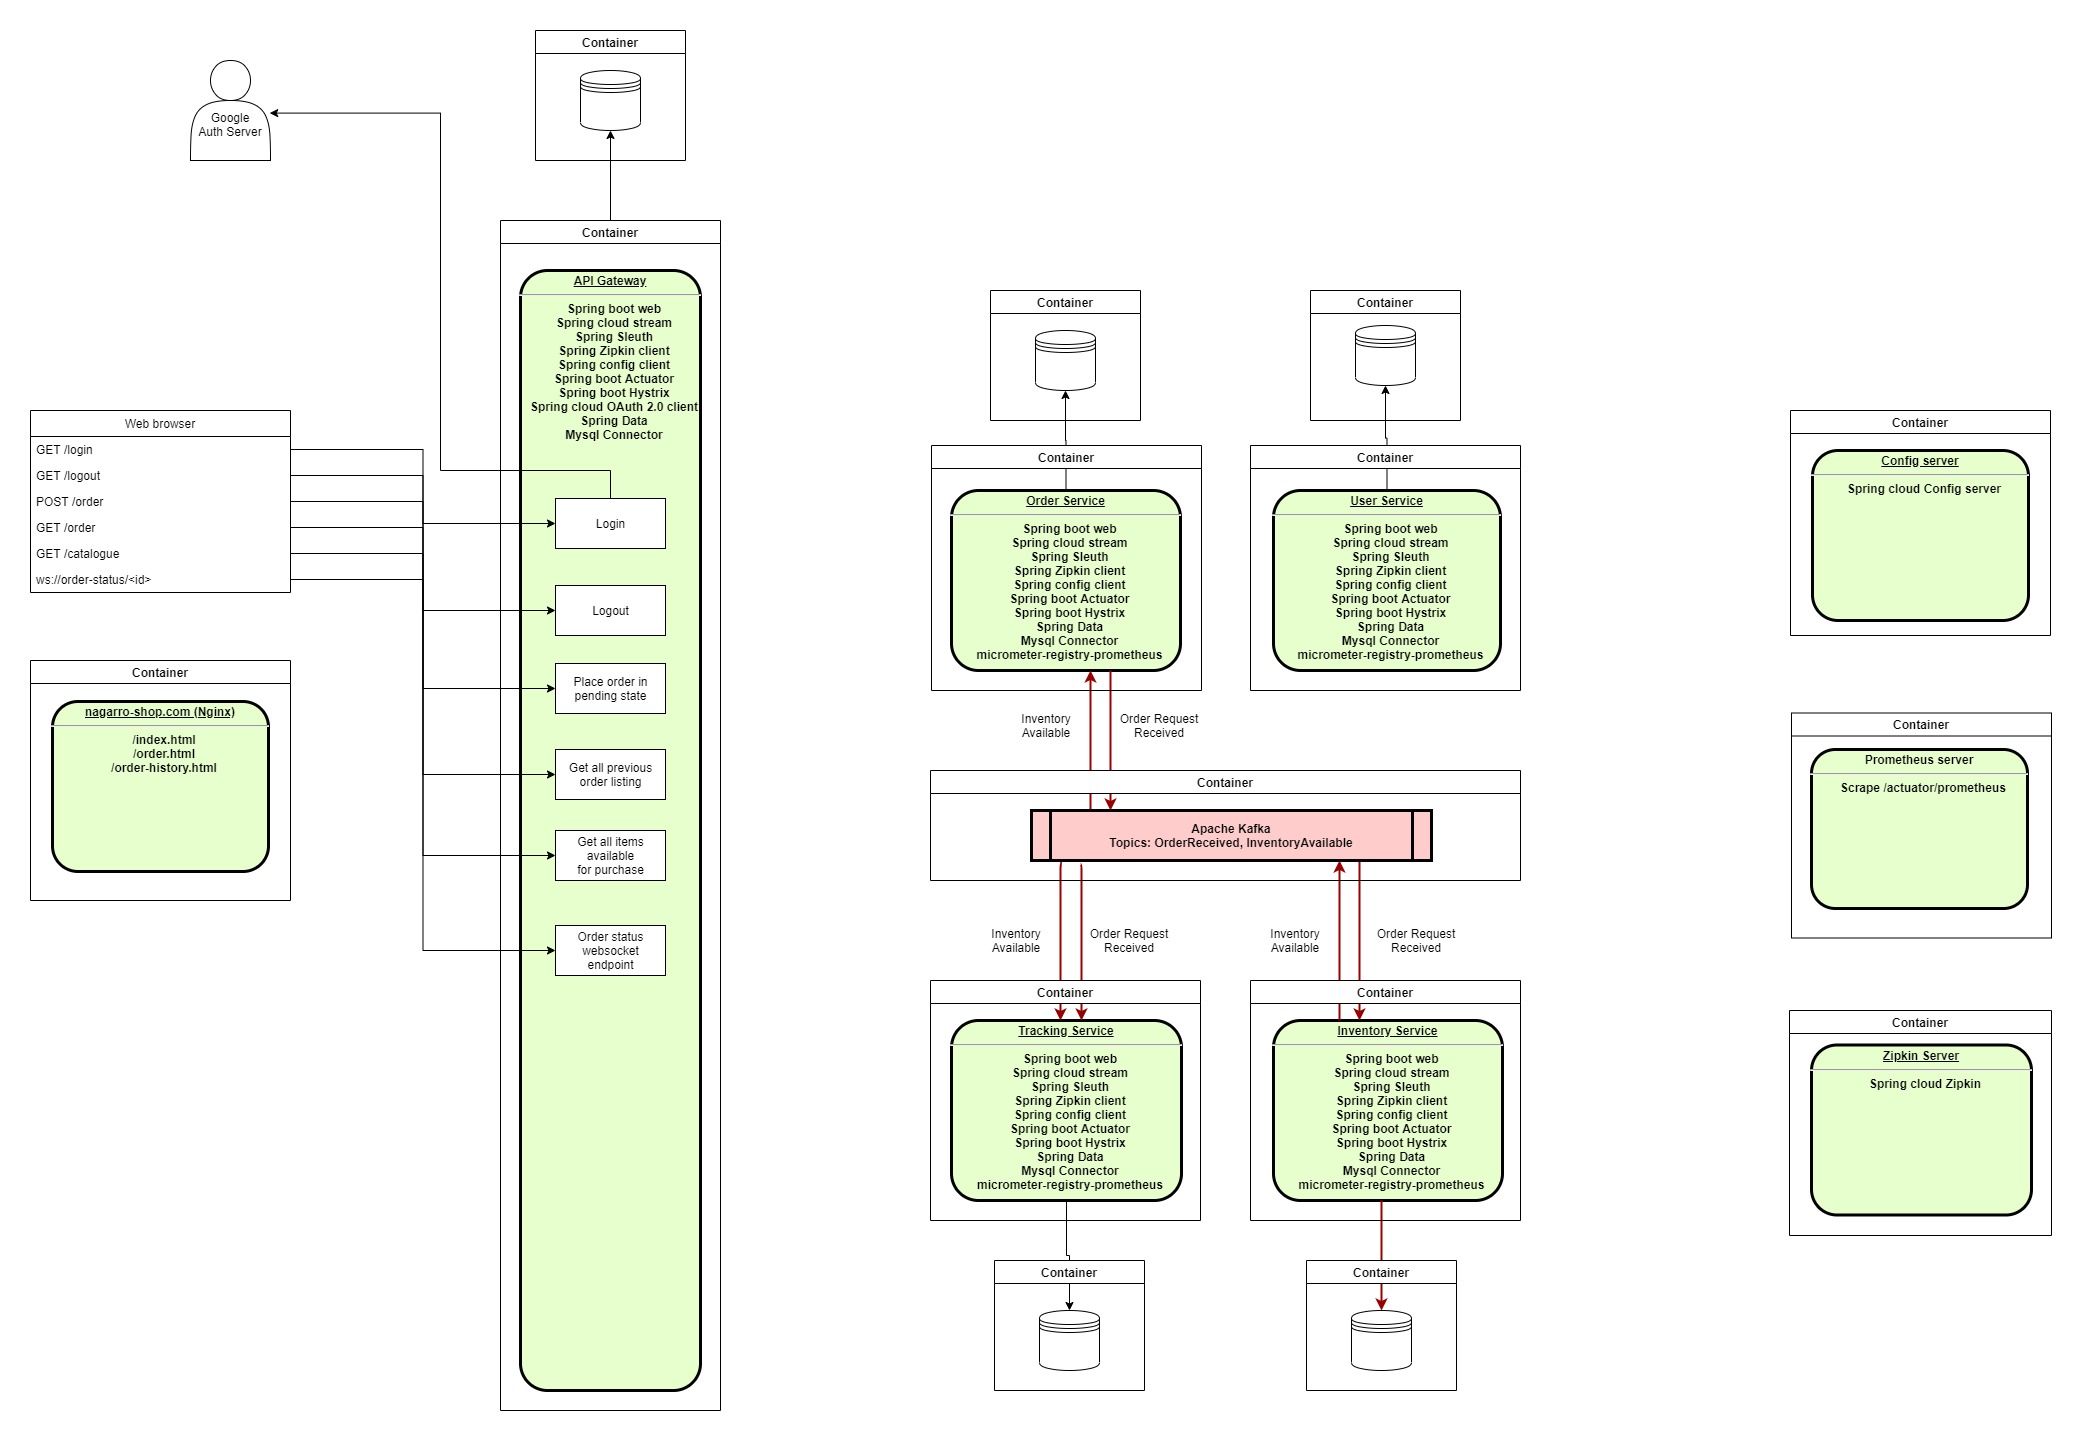 Google
Auth Server
Container
Container
API Gateway
Spring boot web
Spring cloud stream
Spring Sleuth
Spring Zipkin client
Spring config client
Spring boot Actuator
Spring boot Hystrix
Spring cloud OAuth 2.0 client
Spring Data
Mysql Connector
Login
Logout
Place order in
pending state
Get all previous
order listing
Get all items
available
for purchase
Order status
websocket
endpoint
Web browser
GET /login
GET /logout
POST /order
GET /order
GET /catalogue
ws://order-status/<id>
Container
nagarro-shop.com (Nginx)
/index.html
/order.html
/order-history.html
Container
Container
Order Service
Spring boot web
Spring cloud stream
Spring Sleuth
Spring Zipkin client
Spring config client
Spring boot Actuator
Spring boot Hystrix
Spring Data
Mysql Connector
micrometer-registry-prometheus
Container
Container
User Service
Spring boot web
Spring cloud stream
Spring Sleuth
Spring Zipkin client
Spring config client
Spring boot Actuator
Spring boot Hystrix
Spring Data
Mysql Connector
micrometer-registry-prometheus
Inventory
Available
Order Request
Received
Container
Apache Kafka
Topics: OrderReceived, InventoryAvailable
Inventory
Available
Order Request
Received
Inventory
Available
Order Request
Received
Container
Tracking Service
Spring boot web
Spring cloud stream
Spring Sleuth
Spring Zipkin client
Spring config client
Spring boot Actuator
Spring boot Hystrix
Spring Data
Mysql Connector
micrometer-registry-prometheus
Container
Container
Inventory Service
Spring boot web
Spring cloud stream
Spring Sleuth
Spring Zipkin client
Spring config client
Spring boot Actuator
Spring boot Hystrix
Spring Data
Mysql Connector
micrometer-registry-prometheus
Container
Container
Config server
Spring cloud Config server
Container
Prometheus server
Scrape /actuator/prometheus
Container
Zipkin Server
Spring cloud Zipkin